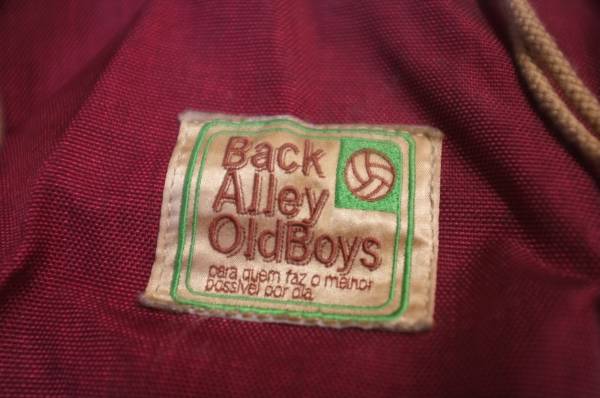 Back
Alley
OldBoys
para quem faz o melhor
possível por dia